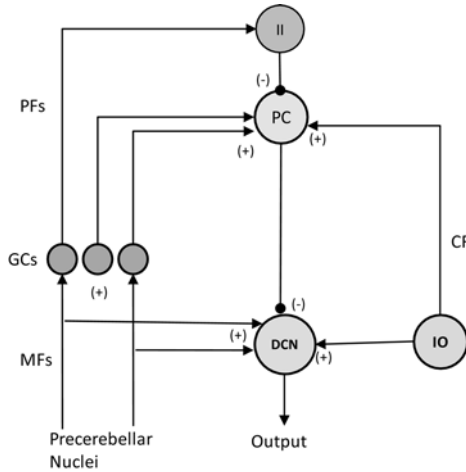 II
(-)
PFs
PC
(+)
(+)
CF
GCs
(+)
(-)
(+)
MFs
DCN
(+)
IO
Precerebellar
Nuclei
Output